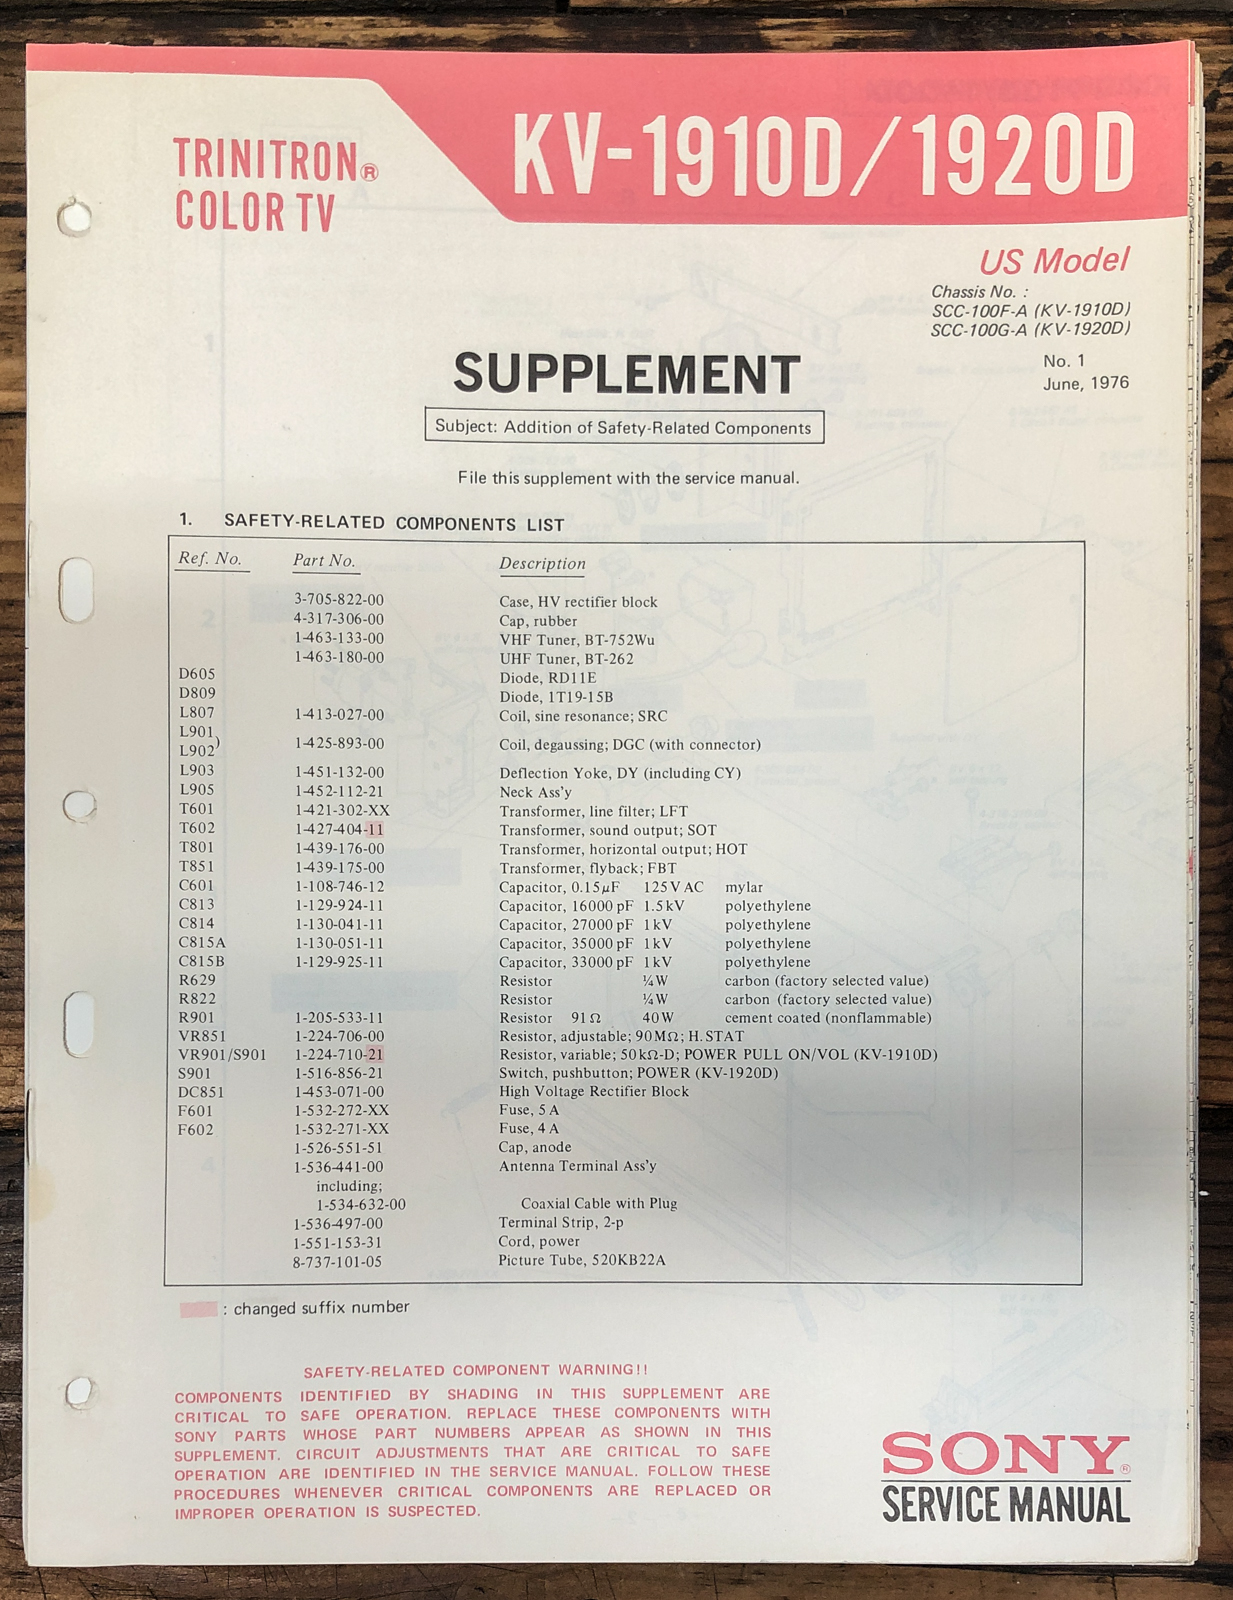 KV-1910D/1920D
TRINITRON®
COLOR TV
US Model
Chassis No. :
SCC-100F-A (KV-1910D)
SCC-100G-A (KV-1920D)
No. 1
June, 1976
SUPPLEMENT
Subject: Addition of Safety-Related Components
File this supplement with the service manual.
1. SAFETY-RELATED COMPONENTS LIST
Ref. No. Part No. Description
3-705-822-00 Case, HV rectifier block
4-317-306-00 Cap, rubber
1-463-133-00 VHF Tuner, BT-752Wu
1-463-180-00 UHF Tuner, BT-262
D605 Diode, RD11E
D809 Diode, 1T19-15B
L807 1-413-027-00 Coil, sine resonance; SRC
L901
L902) 1-425-893-00 Coil, degaussing; DGC (with connector)
L903 1-451-132-00 Deflection Yoke, DY (including CY)
L905 1-452-112-21 Neck Ass'y
T601 1-421-302-XX Transformer, line filter; LFT
T602 1-427-404-11 Transformer, sound output; SOT
T801 1-439-176-00 Transformer, horizontal output; HOT
T851 1-439-175-00 Transformer, flyback; FBT
C601 1-108-746-12 Capacitor, 0.15µF 125V AC mylar
C813 1-129-924-11 Capacitor, 16000 pF 1.5kV polyethylene
C814 1-130-041-11 Capacitor, 27000 pF 1kV polyethylene
C815A 1-130-051-11 Capacitor, 35000 pF 1kV polyethylene
C815B 1-129-925-11 Capacitor, 33000 pF 1kV polyethylene
R629 Resistor ¼W carbon (factory selected value)
R822 Resistor ¼W carbon (factory selected value)
R901 1-205-533-11 Resistor 91Ω 40W cement coated (nonflammable)
VR851 1-224-706-00 Resistor, adjustable; 90MΩ; H. STAT
VR901/S901 1-224-710-21 Resistor, variable; 50kΩ-D; POWER PULL ON/VOL (KV-1910D)
S901 1-516-856-21 Switch, pushbutton; POWER (KV-1920D)
DC851 1-453-071-00 High Voltage Rectifier Block
F601 1-532-272-XX Fuse, 5 A
F602 1-532-271-XX Fuse, 4 A
1-526-551-51 Cap, anode
1-536-441-00 Antenna Terminal Ass'y
including;
1-534-632-00 Coaxial Cable with Plug
1-536-497-00 Terminal Strip, 2-p
1-551-153-31 Cord, power
8-737-101-05 Picture Tube, 520KB22A
: changed suffix number
SAFETY-RELATED COMPONENT WARNING!!
COMPONENTS IDENTIFIED BY SHADING IN THIS SUPPLEMENT ARE
CRITICAL TO SAFE OPERATION. REPLACE THESE COMPONENTS WITH
SONY PARTS WHOSE PART NUMBERS APPEAR AS SHOWN IN THIS
SUPPLEMENT. CIRCUIT ADJUSTMENTS THAT ARE CRITICAL TO SAFE
OPERATION ARE IDENTIFIED IN THE SERVICE MANUAL. FOLLOW THESE
PROCEDURES WHENEVER CRITICAL COMPONENTS ARE REPLACED OR
IMPROPER OPERATION IS SUSPECTED.
SONY®
SERVICE MANUAL